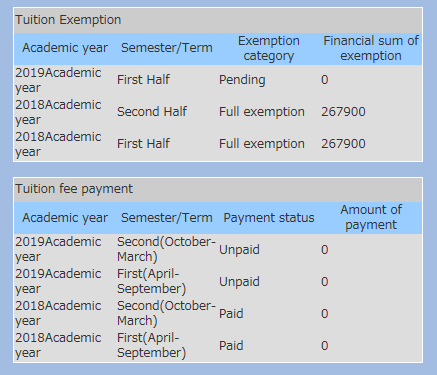 Tuition Exemption
Academic year Semester/Term Exemption category Financial sum of exemption
2019Academic year First Half Pending 0
2018Academic year Second Half Full exemption 267900
2018Academic year First Half Full exemption 267900
Tuition fee payment
Academic year Semester/Term Payment status Amount of payment
2019Academic year Second(October-March) Unpaid 0
2019Academic year First(April-September) Unpaid 0
2018Academic year Second(October-March) Paid 0
2018Academic year First(April-September) Paid 0